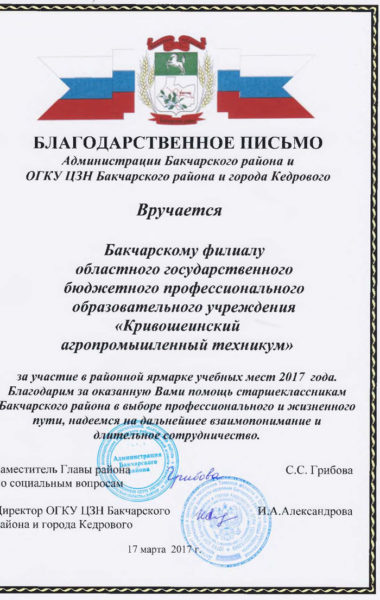 БЛАГОДАРСТВЕННОЕ ПИСЬМО
Администрации Бакчарского района и
ОГКУ ЦЗН Бакчарского района и города Кедрового
Вручается
Бакчарскому филиалу
областного государственного
бюджетного профессионального
образовательного учреждения
«Кривошеинский
агропромышленный техникум»
за участие в районной ярмарке учебных мест 2017 года.
Благодарим за оказанную Вами помощь старшеклассникам
Бакчарского района в выборе профессионального и жизненного
пути, надеемся на дальнейшее взаимопонимание и
длительное сотрудничество.
Администрация
Бакчарского
района
аместитель Главы района С.С. Грибова
о социальным вопросам
Грибова
Директор ОГКУ ЦЗН Бакчарского И.А.Александрова
айона и города Кедрового
17 марта 2017 г.